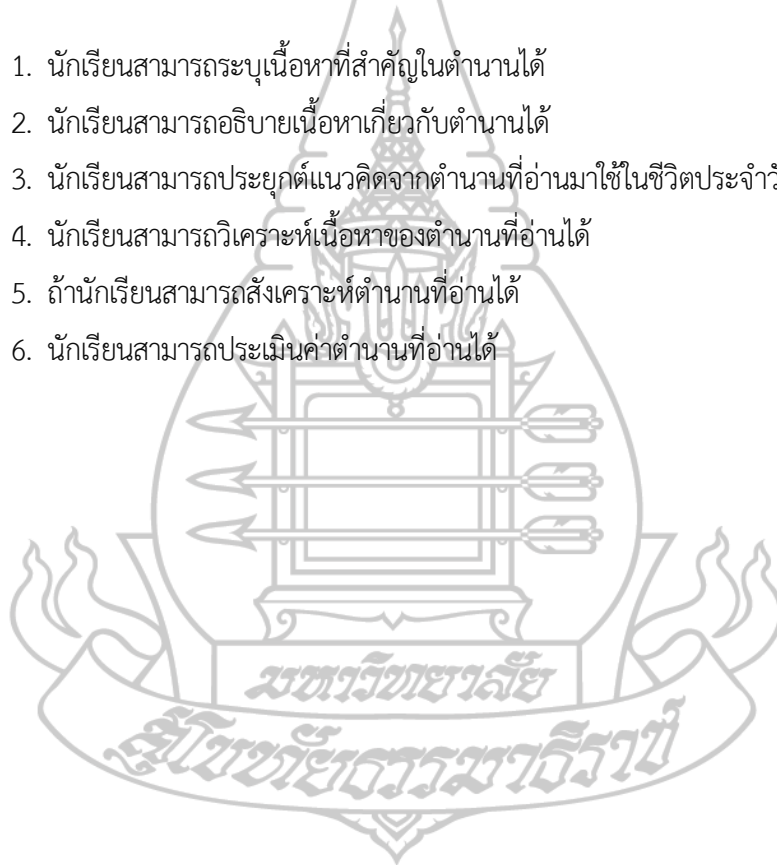 1. นักเรียนสามารถระบุเนื้อหาที่สำคัญในตำนานได้
2. นักเรียนสามารถอธิบายเนื้อหาเกี่ยวกับตำนานได้
3. นักเรียนสามารถประยุกต์แนวคิดจากตำนานที่อ่านมาใช้ในชีวิตประจำวั
4. นักเรียนสามารถวิเคราะห์เนื้อหาของตำนานที่อ่านได้
5. ถ้านักเรียนสามารถสังเคราะห์ตำนานที่อ่านได้
6. นักเรียนสามารถประเมินค่าตำนานที่อ่านได้
มหาวิทยาลัย
สุโขทัยธรรมาธิราช